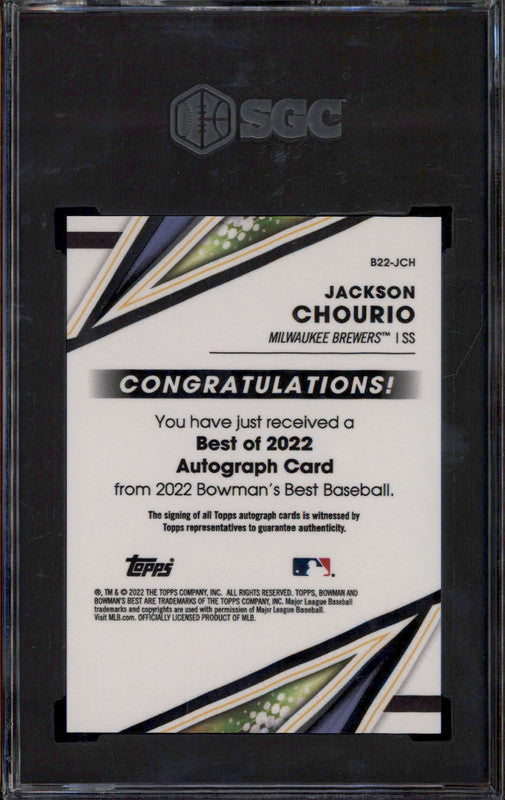 SGC
B22-JCH
JACKSON
CHOURIO
MILWAUKEE BREWERS™ | SS
CONGRATULATIONS!
You have just received a
Best of 2022
Autograph Card
from 2022 Bowman's Best Baseball.
The signing of all Topps autograph cards is witnessed by
Topps representatives to guarantee authenticity.
topps
®, TM & © 2022 THE TOPPS COMPANY, INC. ALL RIGHTS RESERVED. TOPPS, BOWMAN AND
BOWMAN'S BEST ARE TRADEMARKS OF THE TOPPS COMPANY, INC. Major League Baseball
trademarks and copyrights are used with permission of Major League Baseball.
Visit MLB.com. OFFICIALLY LICENSED PRODUCT OF MLB.